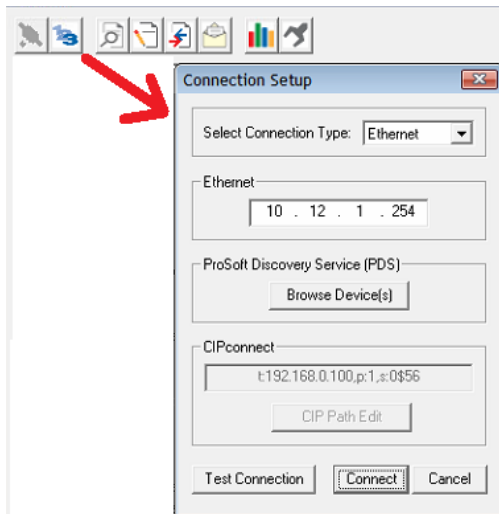 Connection Setup
Select Connection Type: Ethernet
Ethernet
10 . 12 . 1 . 254
ProSoft Discovery Service (PDS)
Browse Device(s)
CIPconnect
t:192.168.0.100,p:1,s:0$56
CIP Path Edit
Test Connection Connect Cancel